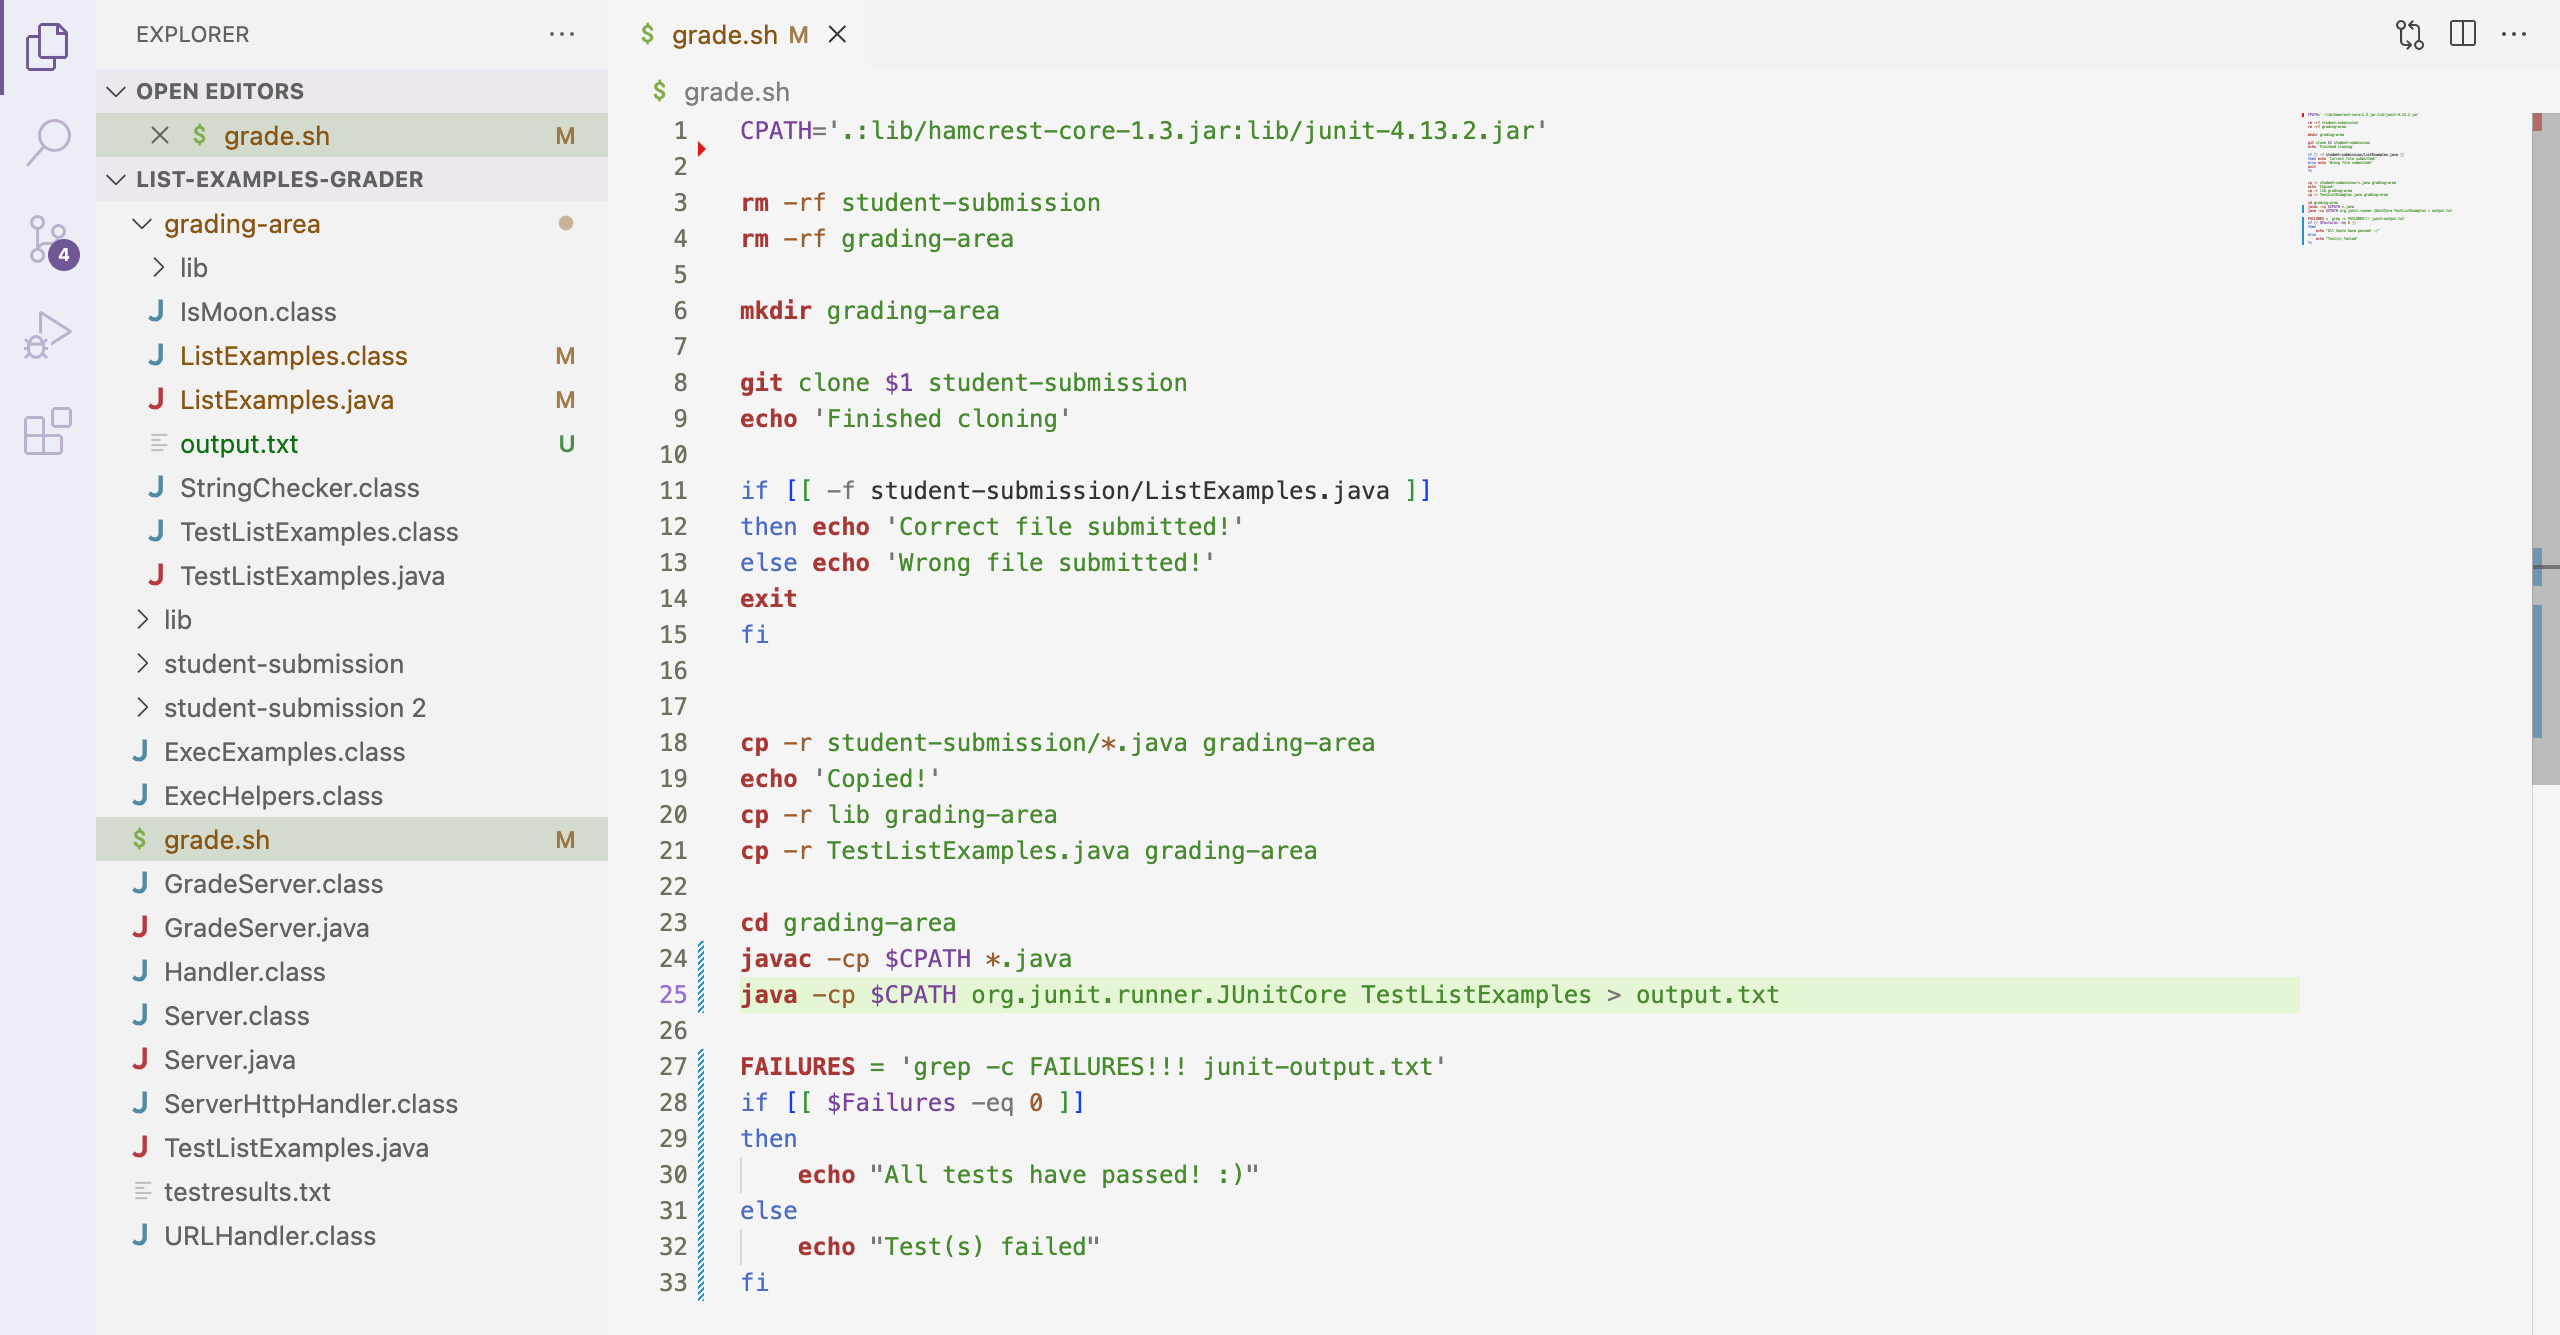 EXPLORER
OPEN EDITORS
$ grade.sh M
LIST-EXAMPLES-GRADER
grading-area
lib
J IsMoon.class
J ListExamples.class M
J ListExamples.java M
output.txt U
J StringChecker.class
J TestListExamples.class
J TestListExamples.java
lib
student-submission
student-submission 2
J ExecExamples.class
J ExecHelpers.class
$ grade.sh M
J GradeServer.class
J GradeServer.java
J Handler.class
J Server.class
J Server.java
J ServerHttpHandler.class
J TestListExamples.java
testresults.txt
J URLHandler.class
4
$ grade.sh M
$ grade.sh
1 CPATH='.:lib/hamcrest-core-1.3.jar:lib/junit-4.13.2.jar'
2
3 rm -rf student-submission
4 rm -rf grading-area
5
6 mkdir grading-area
7
8 git clone $1 student-submission
9 echo 'Finished cloning'
10
11 if [[ -f student-submission/ListExamples.java ]]
12 then echo 'Correct file submitted!'
13 else echo 'Wrong file submitted!'
14 exit
15 fi
16
17
18 cp -r student-submission/*.java grading-area
19 echo 'Copied!'
20 cp -r lib grading-area
21 cp -r TestListExamples.java grading-area
22
23 cd grading-area
24 javac -cp $CPATH *.java
25 java -cp $CPATH org.junit.runner.JUnitCore TestListExamples > output.txt
26
27 FAILURES = 'grep -c FAILURES!!! junit-output.txt'
28 if [[ $Failures -eq 0 ]]
29 then
30 echo "All tests have passed! :)"
31 else
32 echo "Test(s) failed"
33 fi